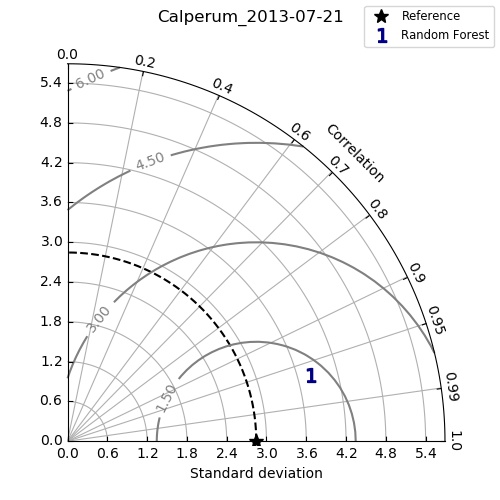 Calperum_2013-07-21
Reference
1 Random Forest
0.0 0.2 0.4 0.6 0.7 0.8 0.9 0.95 0.99 1.0
Correlation
5.4
4.8
4.2
3.6
3.0
2.4
1.8
1.2
0.6
0.0
6.00
4.50
3.00
1.50
1
0.0 0.6 1.2 1.8 2.4 3.0 3.6 4.2 4.8 5.4
Standard deviation